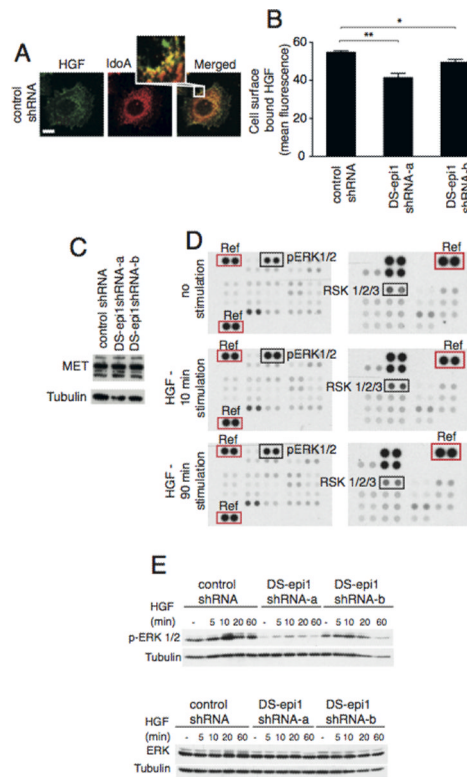 A
HGF
IdoA
Merged
control
shRNA
B
*
**
Cell surface
bound HGF
(mean fluorescence)
60
40
20
0
control
shRNA
DS-epi1
shRNA-a
DS-epi1
shRNA-b
C
control shRNA
DS-epi1shRNA-a
DS-epi1shRNA-b
MET
Tubulin
D
no
stimulation
Ref
pERK1/2
Ref
Ref
RSK 1/2/3
HGF -
10 min
stimulation
Ref
pERK1/2
Ref
Ref
RSK 1/2/3
HGF -
90 min
stimulation
Ref
pERK1/2
Ref
Ref
RSK 1/2/3
E
control
shRNA
DS-epi1
shRNA-a
DS-epi1
shRNA-b
HGF
(min) - 5 10 20 60 - 5 10 20 60 - 5 10 20 60
p-ERK 1/2
Tubulin
control
shRNA
DS-epi1
shRNA-a
DS-epi1
shRNA-b
HGF
(min) - 5 10 20 60 - 5 10 20 60 - 5 10 20 60
ERK
Tubulin